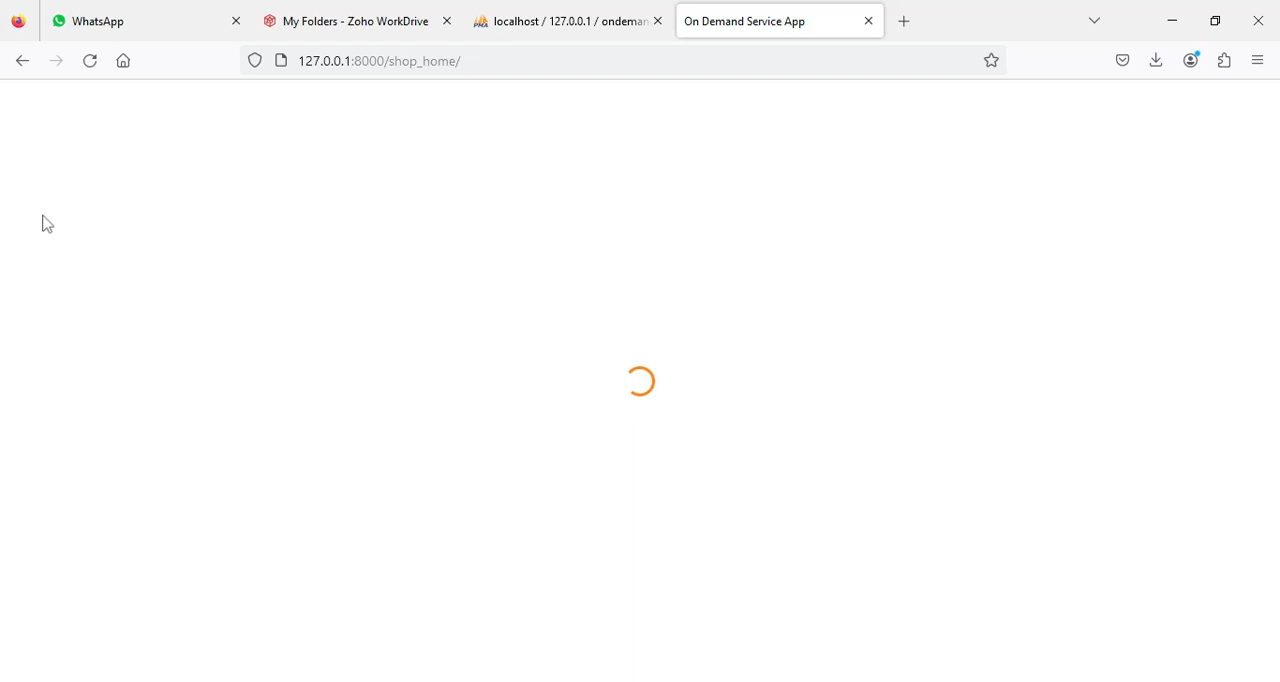 WhatsApp
My Folders - Zoho WorkDrive
localhost / 127.0.0.1 / ondeman
On Demand Service App
127.0.0.1:8000/shop_home/